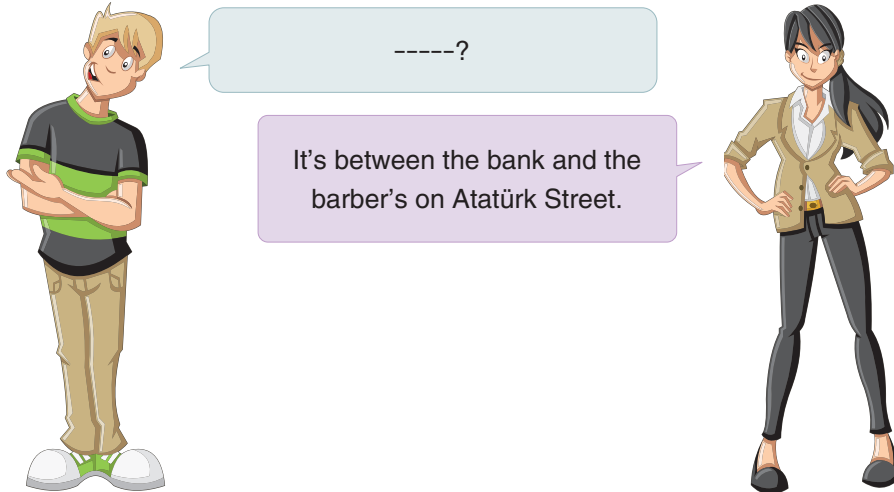 -----?
It's between the bank and the
barber's on Atatürk Street.